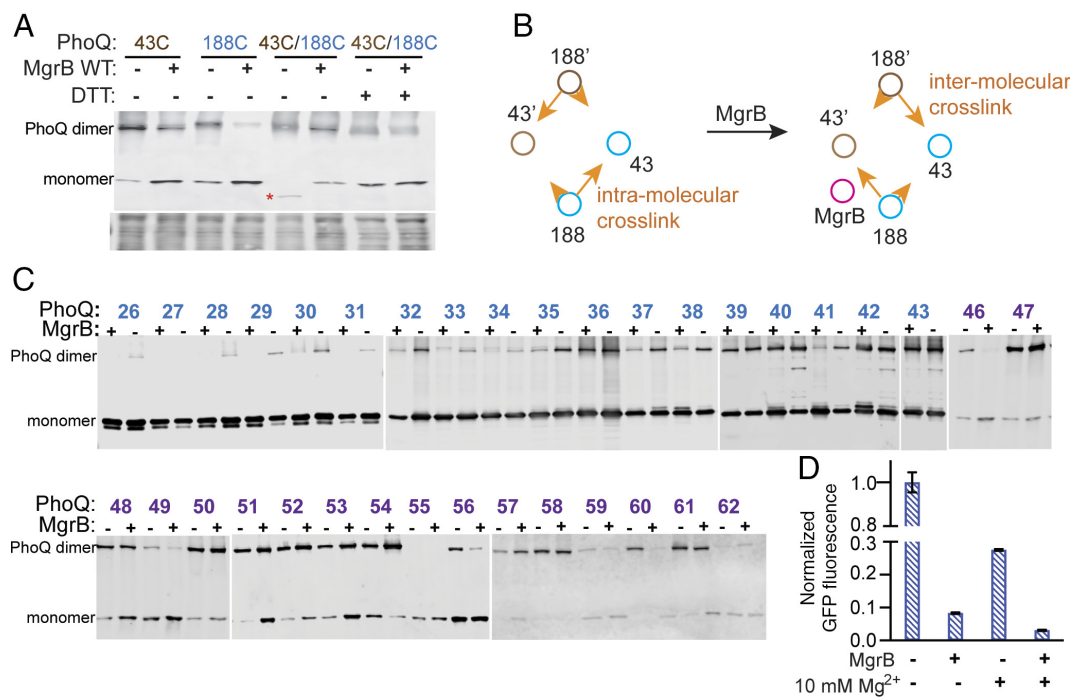 A
PhoQ: 43C 188C 43C/188C 43C/188C
MgrB WT: - + - + - + - +
DTT: - - - - - - + +
PhoQ dimer
monomer
*
B
188'
43'
43
intra-molecular
crosslink
188
MgrB
188'
inter-molecular
crosslink
43'
43
MgrB
188
C
PhoQ: 26 27 28 29 30 31 32 33 34 35 36 37 38 39 40 41 42 43 46 47
MgrB: + - + - + - + - + - + - + - + - + - + - + - + - + - + - + - + - + - + - - + - +
PhoQ dimer
monomer
PhoQ: 48 49 50 51 52 53 54 55 56 57 58 59 60 61 62
MgrB: - + - + - + - + - + - + - + - + - + - + - + - + - + - + - +
PhoQ dimer
monomer
D
Normalized
GFP fluorescence
1.0
0.8
0.3
0.2
0.1
0.0
MgrB - + - +
10 mM Mg2+ - - + +